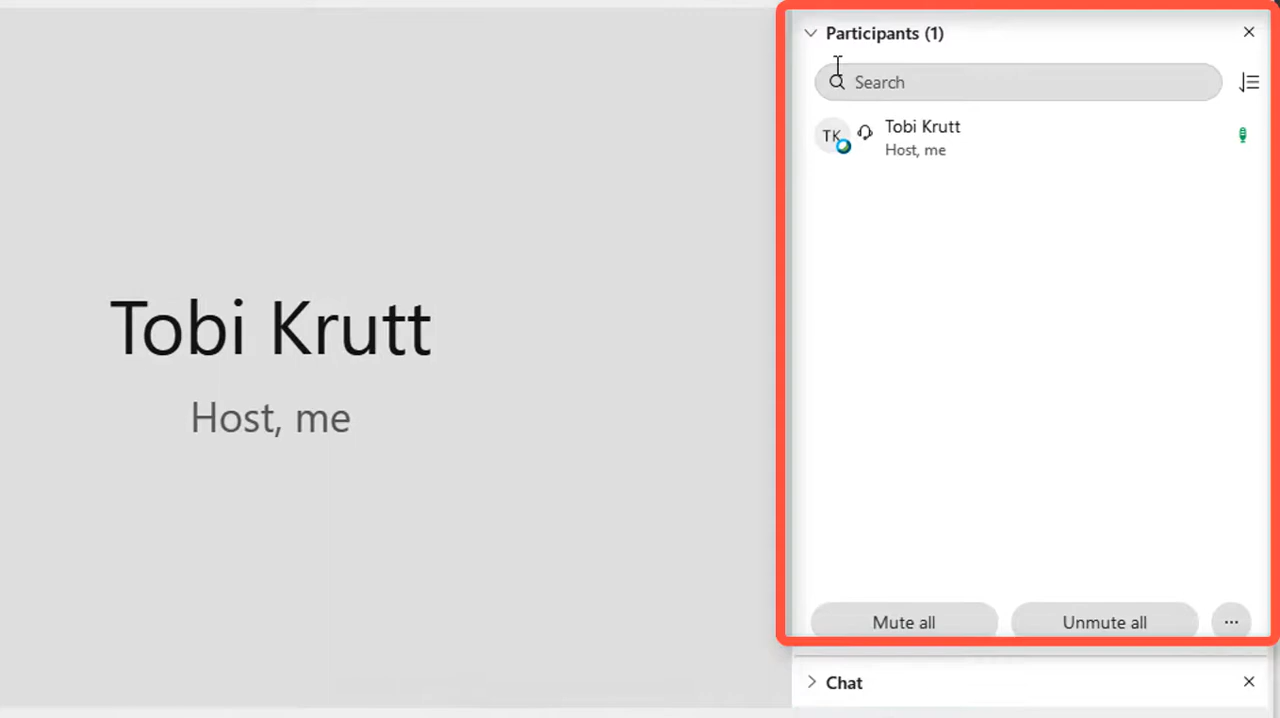 Tobi Krutt
Host, me
Participants (1)
Search
TK
Tobi Krutt
Host, me
Mute all
Unmute all
Chat